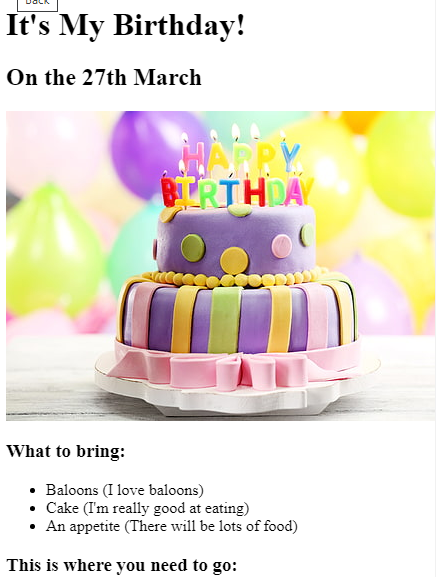 Back
It's My Birthday!
On the 27th March
HAPPY
BIRTHDAY
What to bring:
Baloons (I love baloons)
Cake (I'm really good at eating)
An appetite (There will be lots of food)
This is where you need to go: